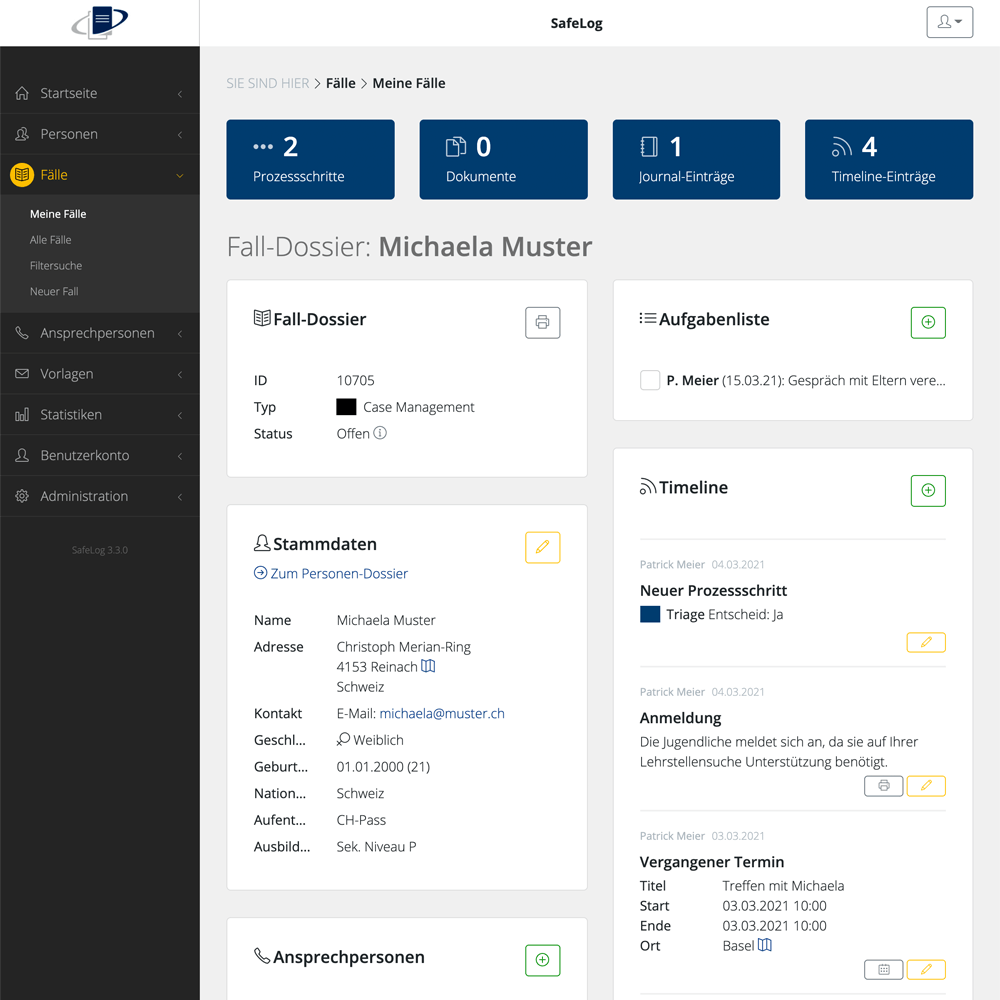 SafeLog
Startseite
Personen
Fälle
Meine Fälle
Alle Fälle
Filtersuche
Neuer Fall
Ansprechpersonen
Vorlagen
Statistiken
Benutzerkonto
Administration
SafeLog 3.3.0
SIE SIND HIER > Fälle > Meine Fälle
2
Prozessschritte
0
Dokumente
1
Journal-Einträge
4
Timeline-Einträge
Fall-Dossier: Michaela Muster
Fall-Dossier
ID 10705
Typ Case Management
Status Offen
Stammdaten
Zum Personen-Dossier
Name Michaela Muster
Adresse Christoph Merian-Ring
4153 Reinach
Schweiz
Kontakt E-Mail: michaela@muster.ch
Geschl... Weiblich
Geburt... 01.01.2000 (21)
Nation... Schweiz
Aufent... CH-Pass
Ausbild... Sek. Niveau P
Ansprechpersonen
Aufgabenliste
P. Meier (15.03.21): Gespräch mit Eltern vere...
Timeline
Patrick Meier 04.03.2021
Neuer Prozessschritt
Triage Entscheid: Ja
Patrick Meier 04.03.2021
Anmeldung
Die Jugendliche meldet sich an, da sie auf Ihrer
Lehrstellensuche Unterstützung benötigt.
Patrick Meier 03.03.2021
Vergangener Termin
Titel Treffen mit Michaela
Start 03.03.2021 10:00
Ende 03.03.2021 10:00
Ort Basel